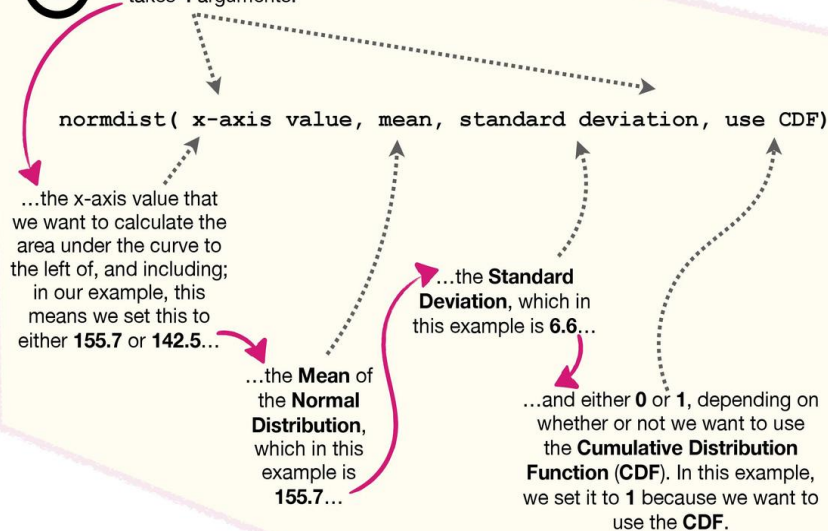 takes 4 arguments.
normdist( x-axis value, mean, standard deviation, use CDF)
…the x-axis value that
we want to calculate the
area under the curve to
the left of, and including;
in our example, this
means we set this to
either 155.7 or 142.5…
…the Mean of
the Normal
Distribution,
which in this
example is
155.7…
…the Standard
Deviation, which in
this example is 6.6…
…and either 0 or 1, depending on
whether or not we want to use
the Cumulative Distribution
Function (CDF). In this example,
we set it to 1 because we want to
use the CDF.